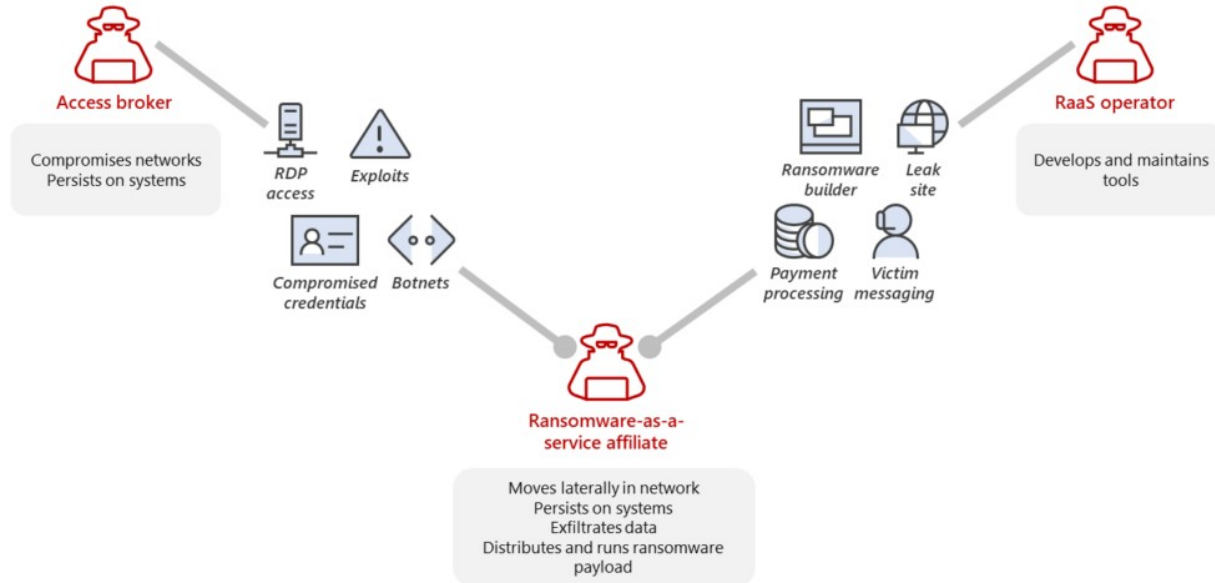 Access broker
Compromises networks
Persists on systems
RDP
access
Exploits
Compromised
credentials
Botnets
RaaS operator
Develops and maintains
tools
Ransomware
builder
Leak
site
Payment
processing
Victim
messaging
Ransomware-as-a-
service affiliate
Moves laterally in network
Persists on systems
Exfiltrates data
Distributes and runs ransomware
payload